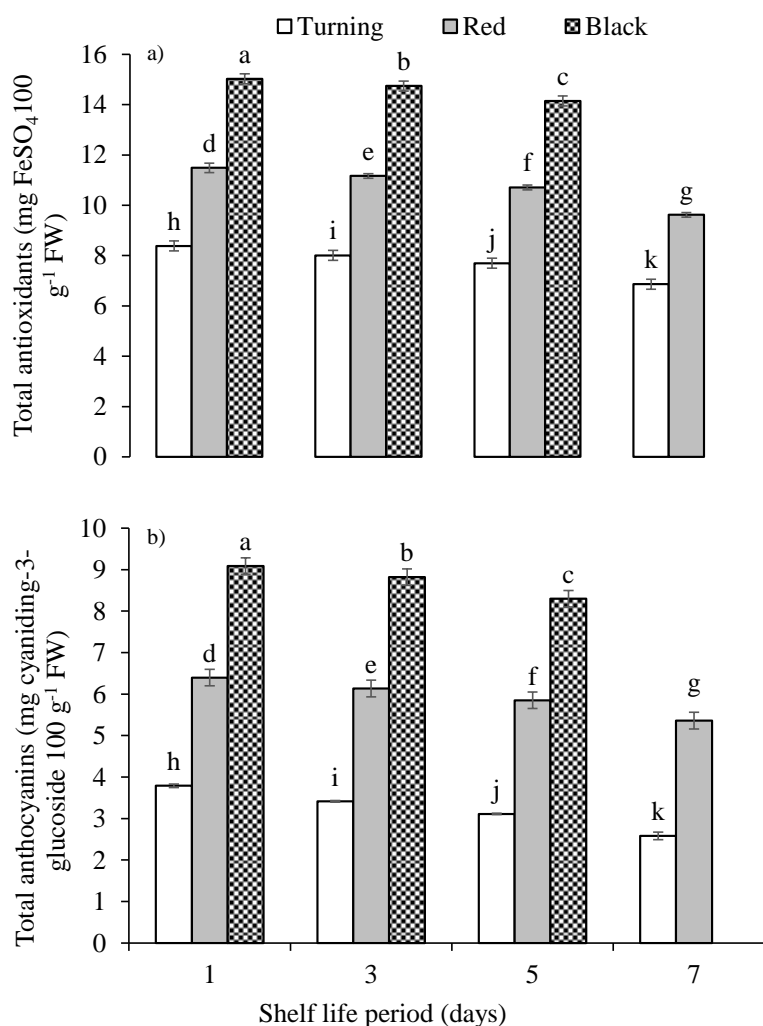 Turning Red Black
a)
Total antioxidants (mg FeSO4 100
g-1 FW)
16
14
12
10
8
6
4
2
0
a
b
c
d
e
f
g
h
i
j
k
b)
Total anthocyanins (mg cyaniding-3-
glucoside 100 g-1 FW)
10
9
8
7
6
5
4
3
2
1
0
a
b
c
d
e
f
g
h
i
j
k
1 3 5 7
Shelf life period (days)